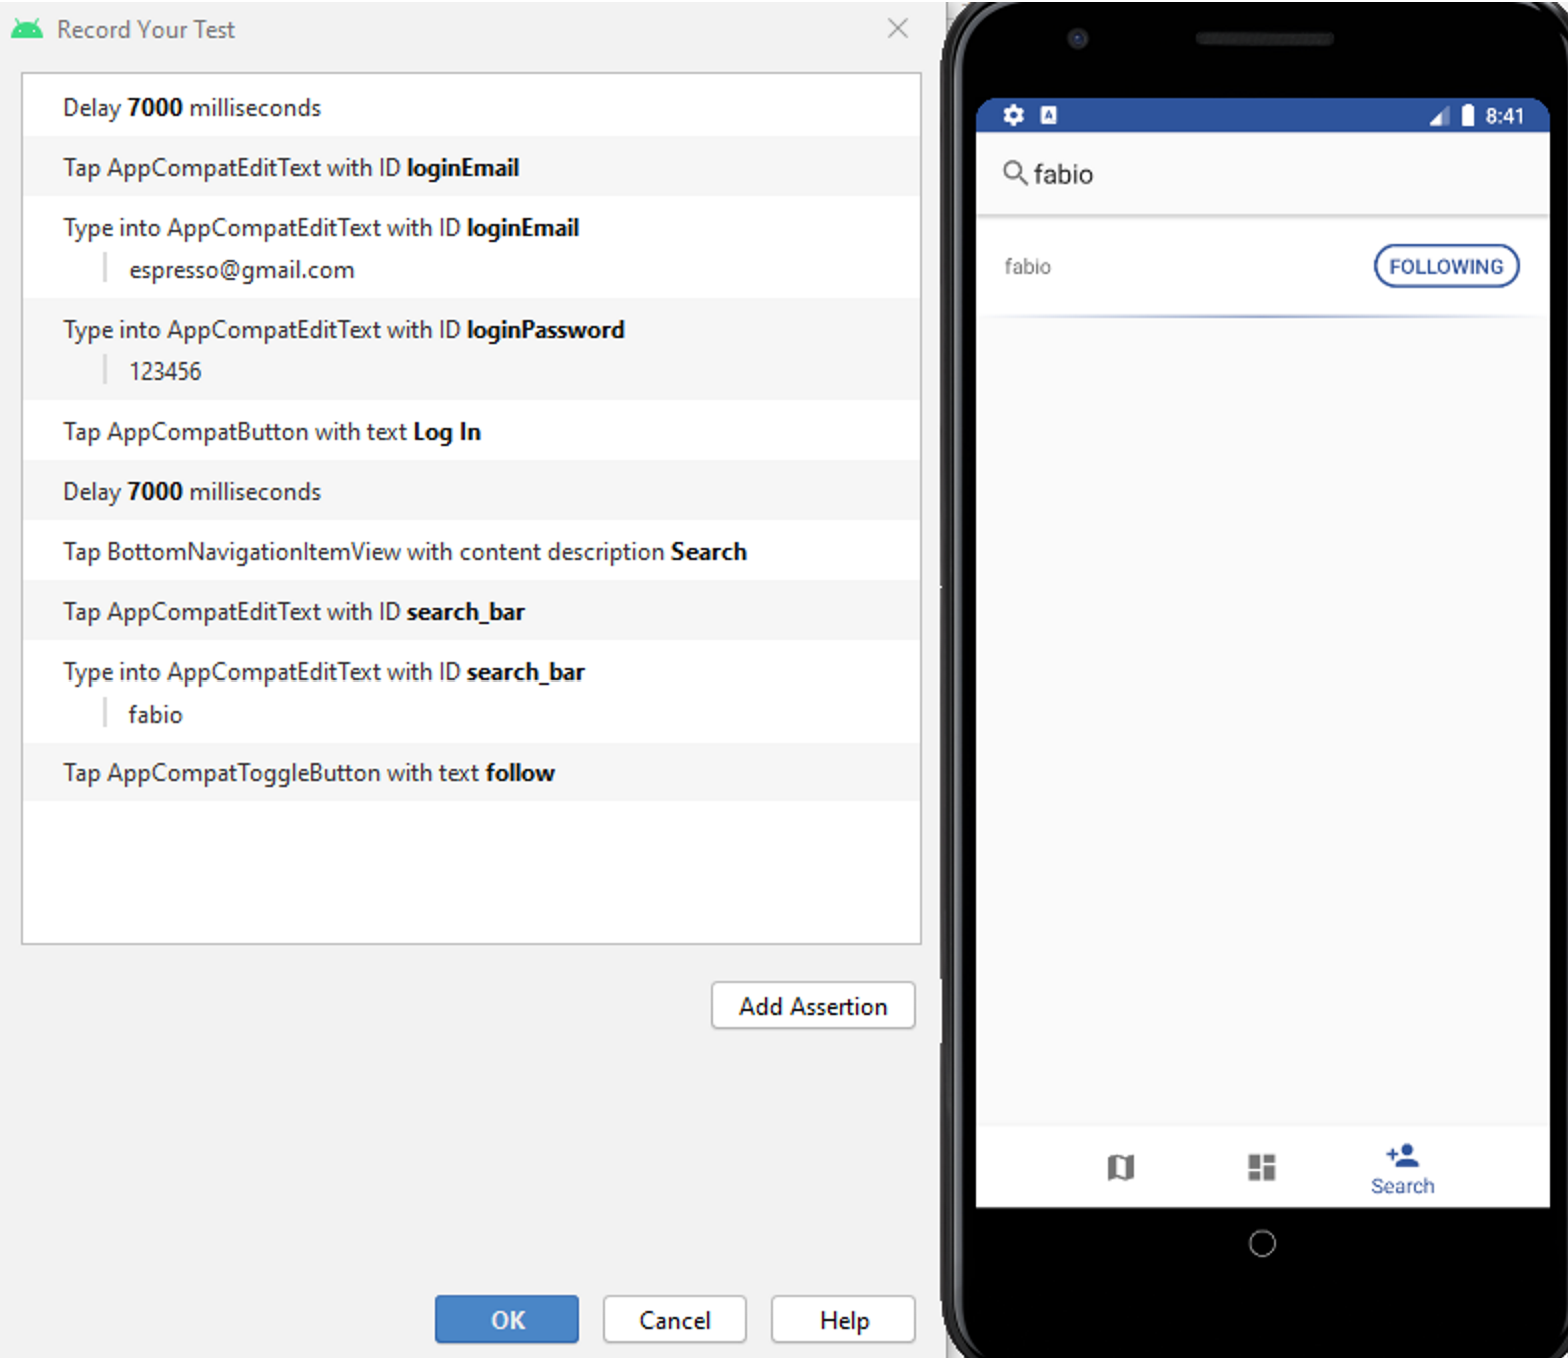 Record Your Test
Delay 7000 milliseconds
Tap AppCompatEditText with ID loginEmail
Type into AppCompatEditText with ID loginEmail
espresso@gmail.com
Type into AppCompatEditText with ID loginPassword
123456
Tap AppCompatButton with text Log In
Delay 7000 milliseconds
Tap BottomNavigationItemView with content description Search
Tap AppCompatEditText with ID search_bar
Type into AppCompatEditText with ID search_bar
fabio
Tap AppCompatToggleButton with text follow
Add Assertion
OK Cancel Help
A 8:41
fabio
fabio FOLLOWING
Search